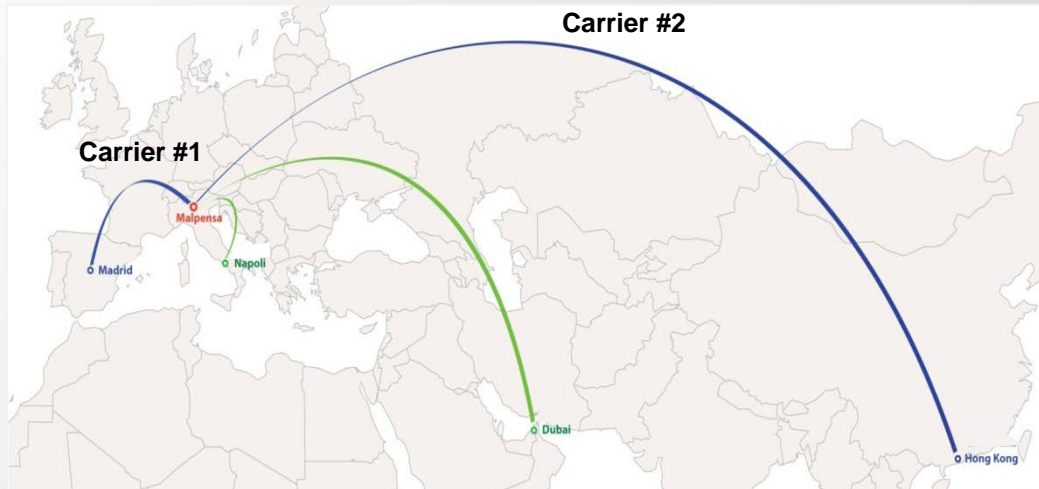 Carrier #2
Carrier #1
Malpensa
Madrid
Napoli
Dubai
Hong Kong